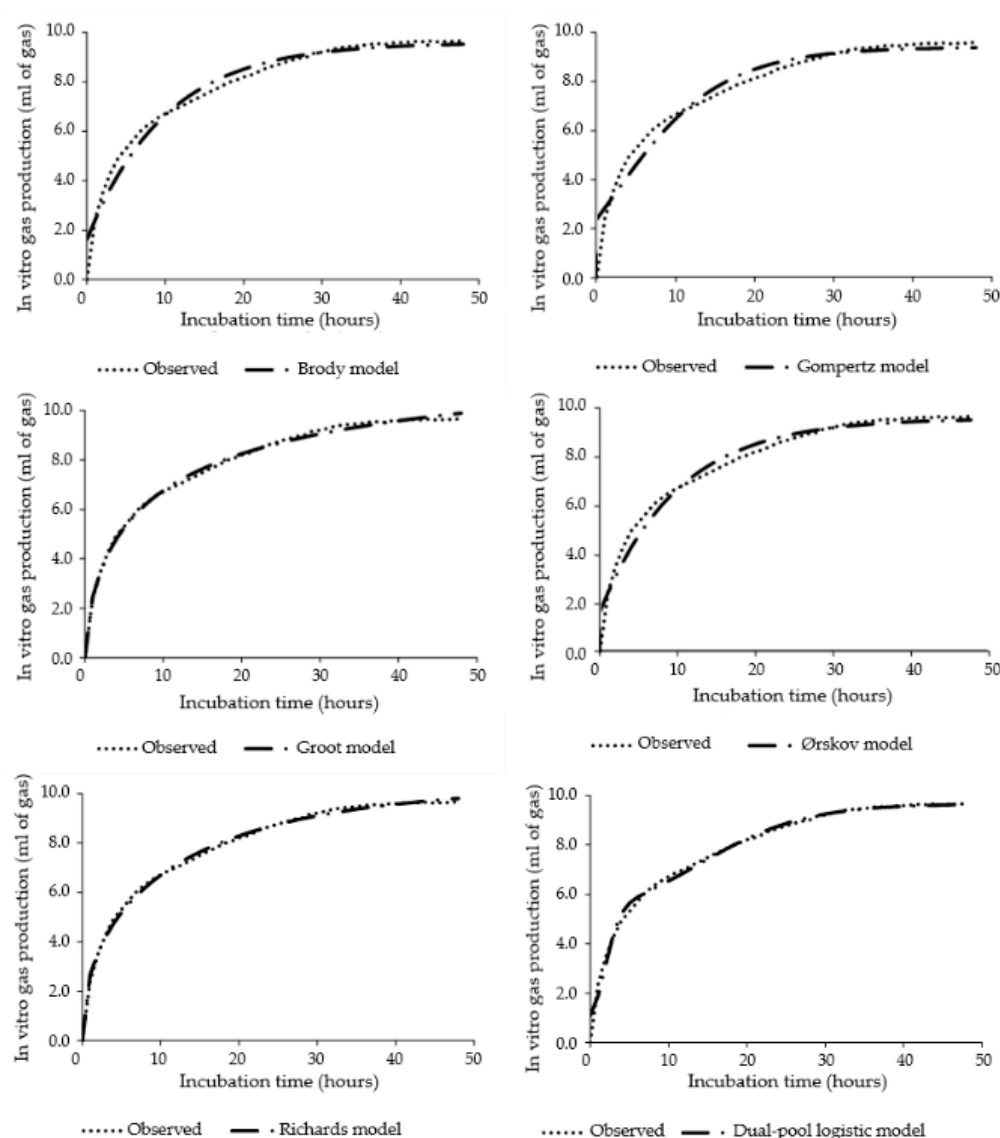 In vitro gas production (ml of gas)
10.0
8.0
6.0
4.0
2.0
0.0
0 10 20 30 40 50
Incubation time (hours)
Observed Brody model
In vitro gas production (ml of gas)
10.0
8.0
6.0
4.0
2.0
0.0
0 10 20 30 40 50
Incubation time (hours)
Observed Gompertz model
In vitro gas production (ml of gas)
10.0
8.0
6.0
4.0
2.0
0.0
0 10 20 30 40 50
Incubation time (hours)
Observed Groot model
In vitro gas production (ml of gas)
10.0
8.0
6.0
4.0
2.0
0.0
0 10 20 30 40 50
Incubation time (hours)
Observed Ørskov model
In vitro gas production (ml of gas)
10.0
8.0
6.0
4.0
2.0
0.0
0 10 20 30 40 50
Incubation time (hours)
Observed Richards model
In vitro gas production (ml of gas)
10.0
8.0
6.0
4.0
2.0
0.0
0 10 20 30 40 50
Incubation time (hours)
Observed Dual-pool logistic model